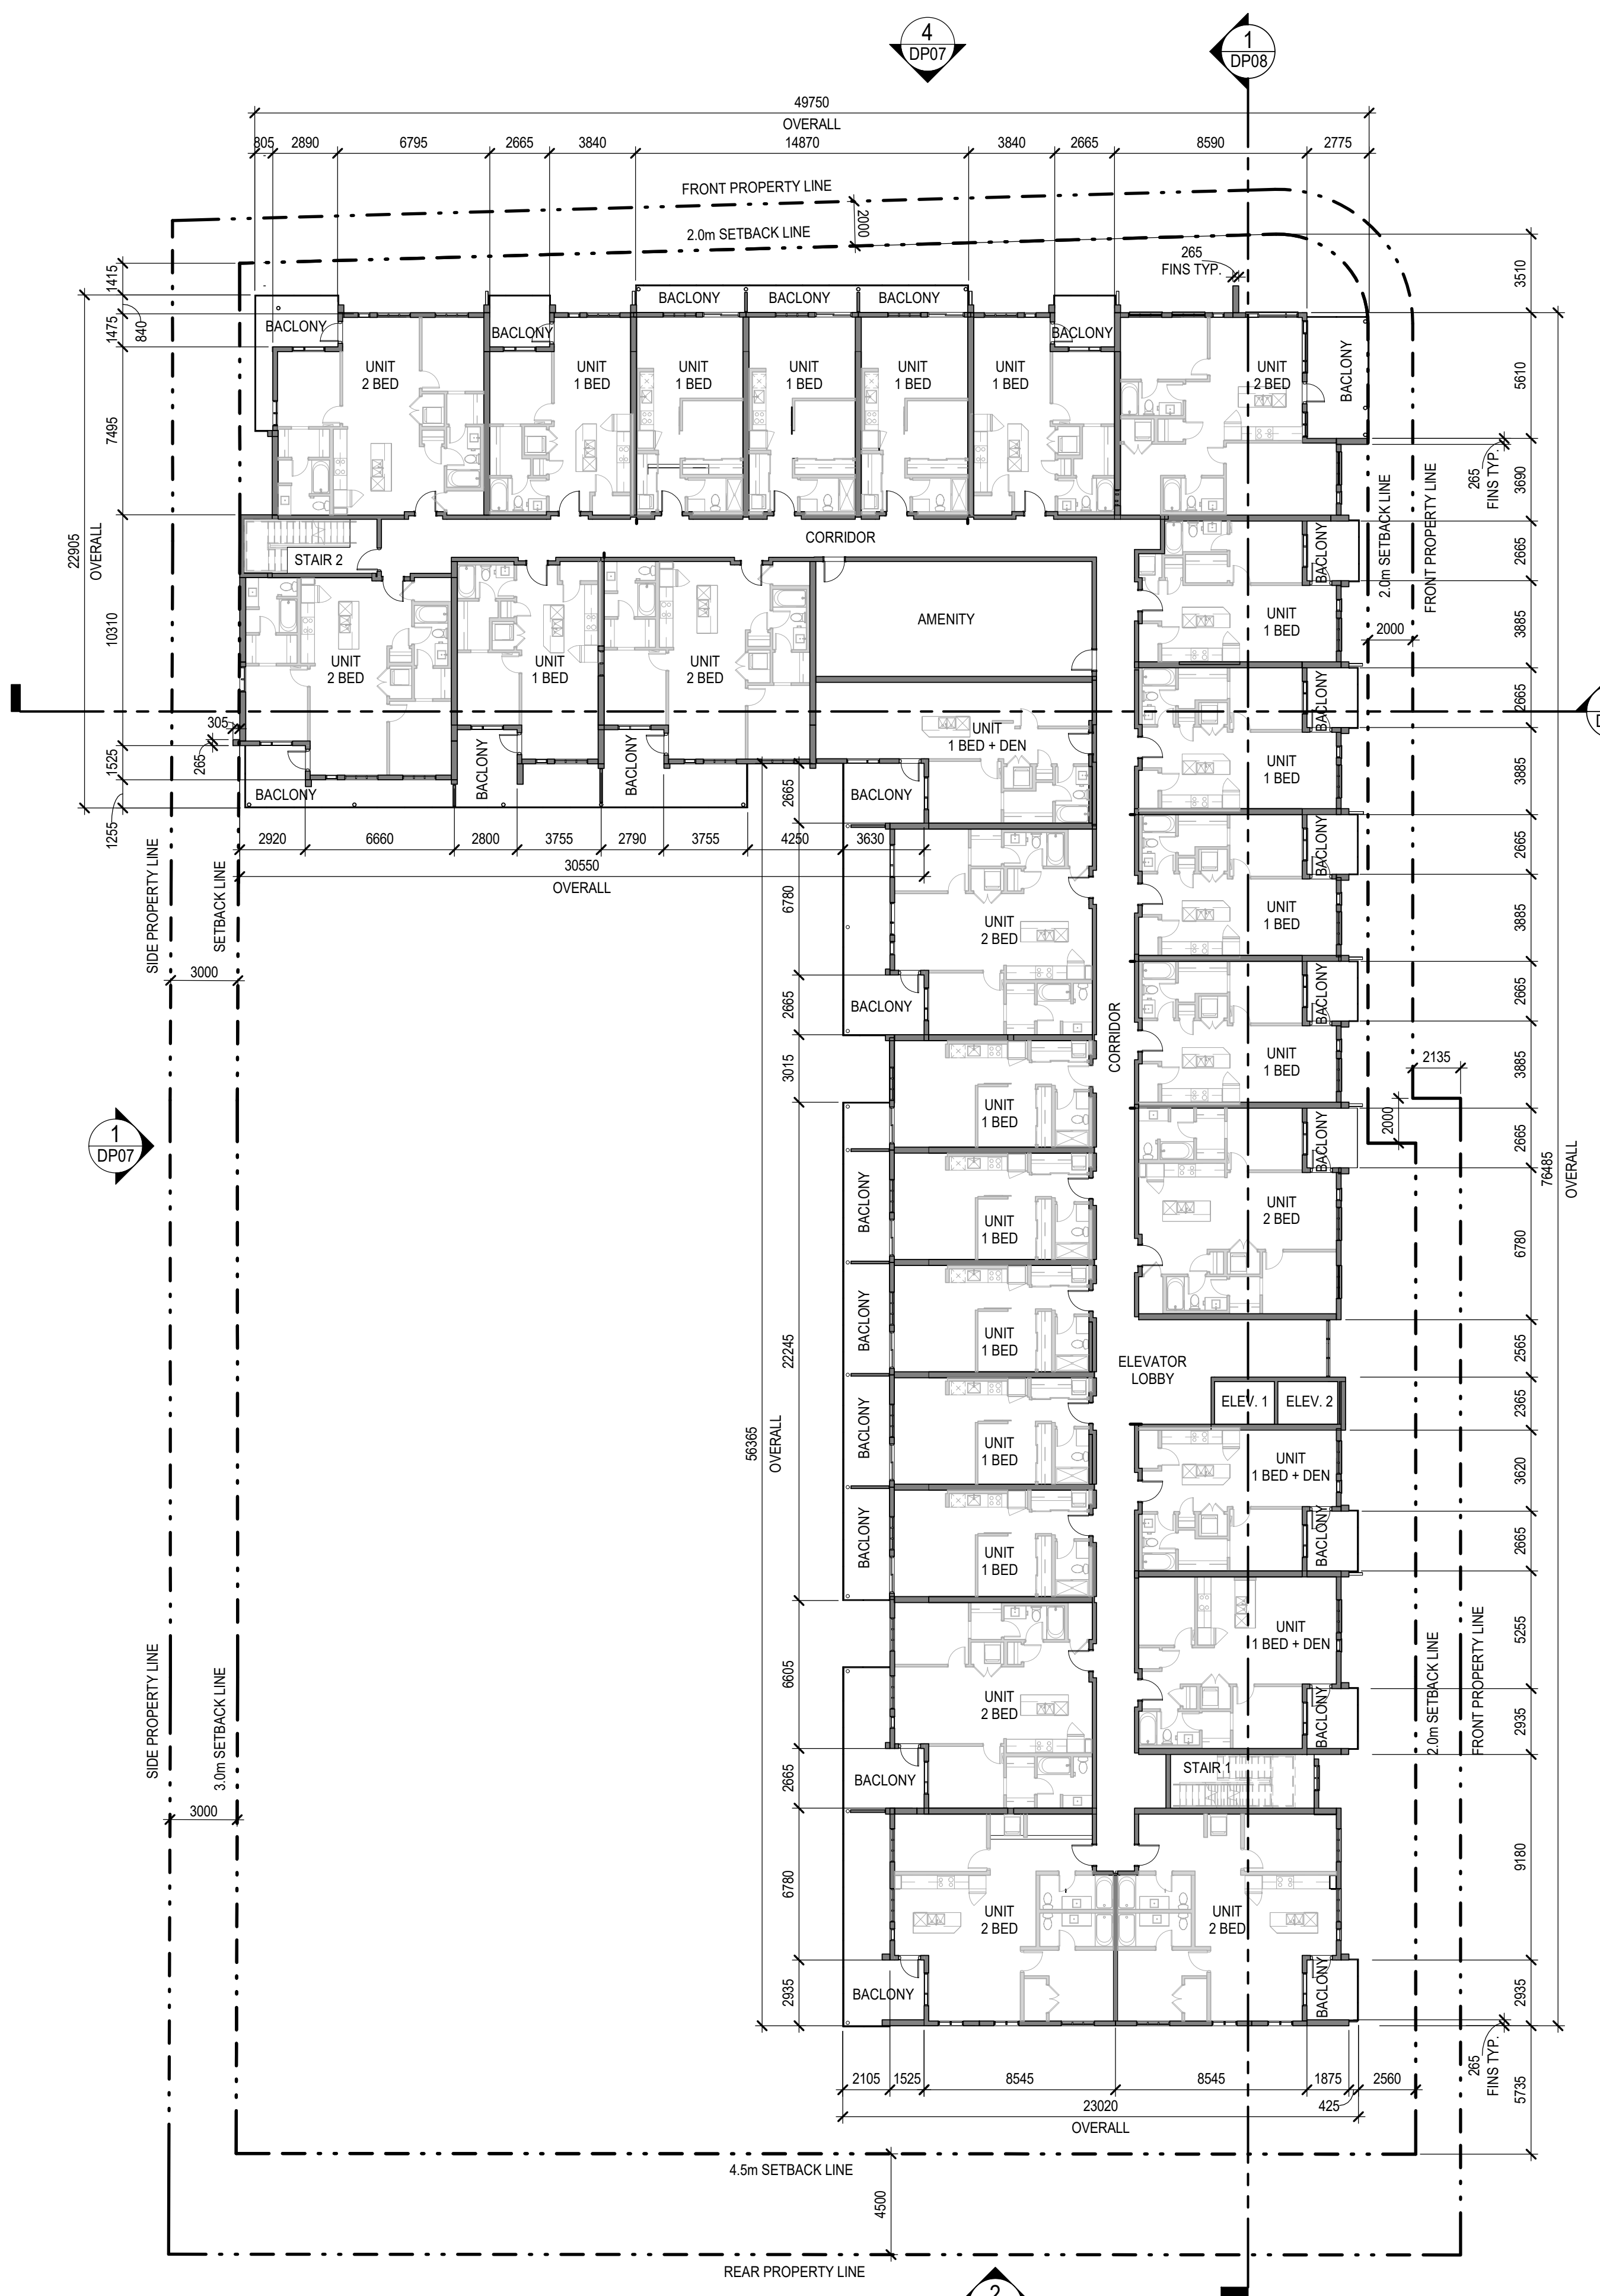 4
DP07
1
DP08
49750
OVERALL
805
2890
6795
2665
3840
14870
3840
2665
8590
2775
FRONT PROPERTY LINE
2000
2.0m SETBACK LINE
265
FINS TYP.
1415
840
1475
7495
22905
OVERALL
10310
305
265
1525
1255
3510
5610
265
FINS TYP.
3690
2665
3885
2665
3885
2665
3885
2665
3885
2665
6780
2565
2365
3620
2665
5255
2935
9180
2935
265
FINS TYP.
5735
76485
OVERALL
BACLONY
BACLONY
BACLONY
BACLONY
BACLONY
BACLONY
BACLONY
UNIT
2 BED
UNIT
1 BED
UNIT
1 BED
UNIT
1 BED
UNIT
1 BED
UNIT
1 BED
UNIT
2 BED
2.0m SETBACK LINE
FRONT PROPERTY LINE
2000
CORRIDOR
STAIR 2
AMENITY
UNIT
2 BED
UNIT
1 BED
UNIT
2 BED
UNIT
1 BED + DEN
BACLONY
BACLONY
BACLONY
BACLONY
2920
6660
2800
3755
2790
3755
4250
3630
30550
OVERALL
BACLONY
UNIT
1 BED
BACLONY
UNIT
1 BED
BACLONY
UNIT
1 BED
BACLONY
UNIT
1 BED
BACLONY
UNIT
2 BED
2665
6780
2665
3015
22245
6605
2665
6780
2935
56365
OVERALL
SIDE PROPERTY LINE
SETBACK LINE
3000
UNIT
2 BED
BACLONY
CORRIDOR
UNIT
1 BED
2135
2000
1
DP07
BACLONY
UNIT
1 BED
BACLONY
UNIT
1 BED
BACLONY
UNIT
1 BED
BACLONY
UNIT
1 BED
ELEVATOR
LOBBY
ELEV. 1
ELEV. 2
UNIT
1 BED + DEN
BACLONY
UNIT
1 BED + DEN
BACLONY
SIDE PROPERTY LINE
3.0m SETBACK LINE
3000
UNIT
2 BED
BACLONY
STAIR 1
2.0m SETBACK LINE
FRONT PROPERTY LINE
UNIT
2 BED
UNIT
2 BED
BACLONY
BACLONY
2105
1525
8545
8545
1875
2560
425
23020
OVERALL
4.5m SETBACK LINE
4500
REAR PROPERTY LINE
2